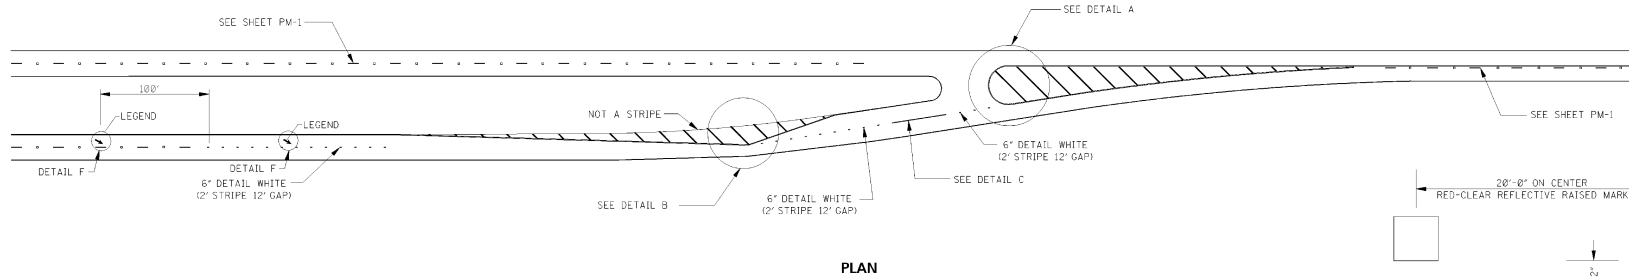 SEE SHEET PM-1
SEE DETAIL A
100'
LEGEND
LEGEND
NOT A STRIPE
SEE SHEET PM-1
DETAIL F
DETAIL F
6" DETAIL WHITE
(2' STRIPE 12' GAP)
6" DETAIL WHITE
(2' STRIPE 12' GAP)
SEE DETAIL C
6" DETAIL WHITE
(2' STRIPE 12' GAP)
SEE DETAIL B
20'-0" ON CENTER
RED-CLEAR REFLECTIVE RAISED MARK
2"
PLAN